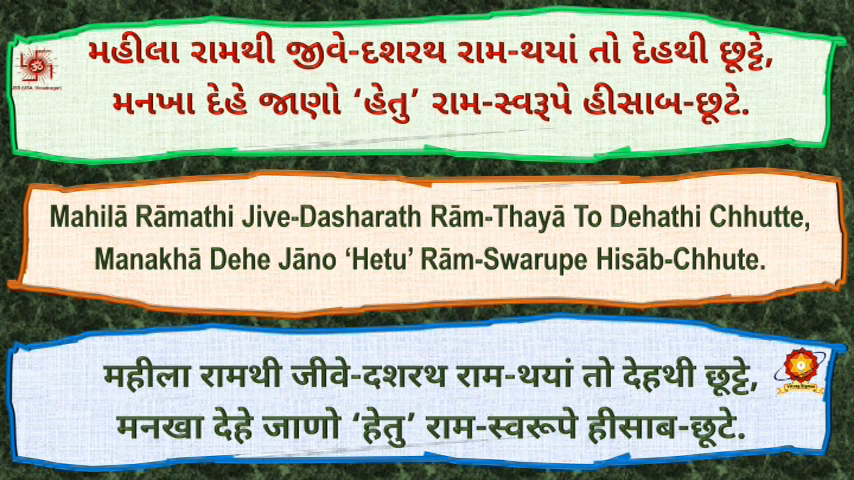 મહીલા રામથી જીવે-દશરથ રામ-થયાં તો દેહથી છૂટ્ટે,
મનખા દેહે જાણો ‘હેતુ’ રામ-સ્વરૂપે હીસાબ-છૂટે.
Mahilā Rāmathi Jive-Dasharath Rām-Thayā To Dehathi Chhutte,
Manakhā Dehe Jāno ‘Hetu’ Rām-Swarupe Hisāb-Chhute.
महीला रामथी जीवे-दशरथ राम-थयां तो देहथी छूट्टे,
मनखा देहे जाणो ‘हेतु’ राम-स्वरूपे हीसाब-छूटे.